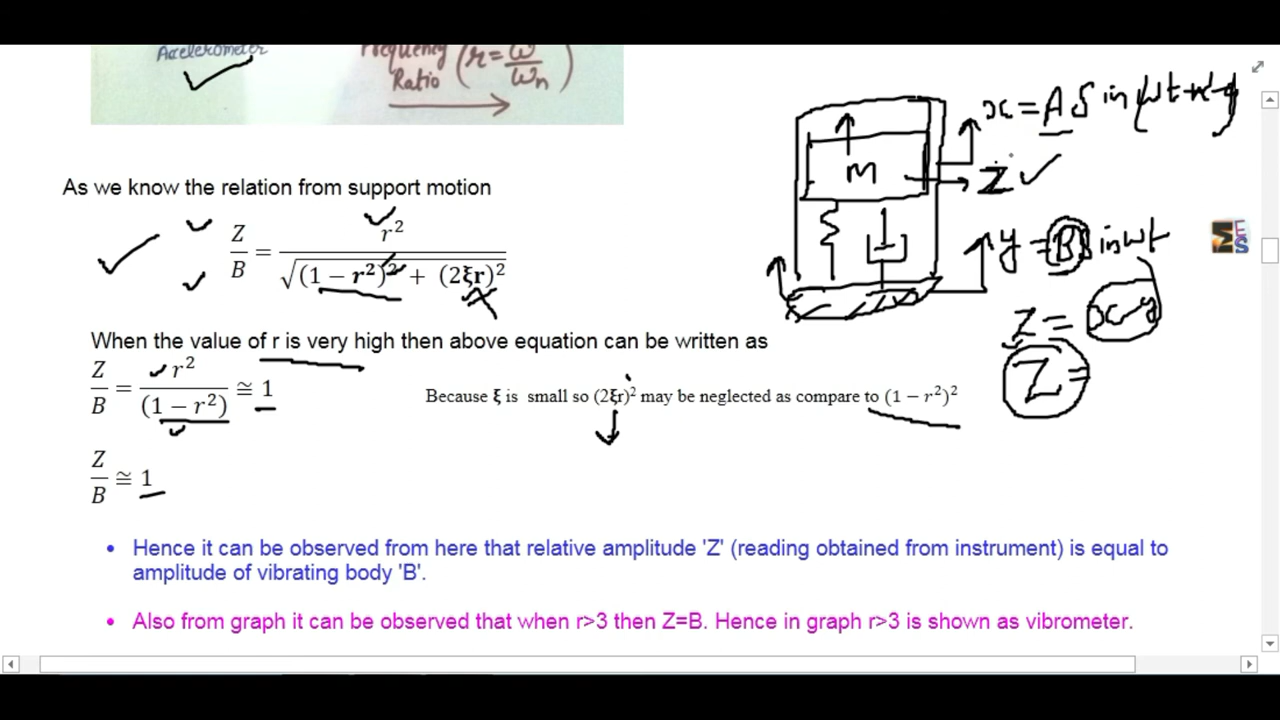 Accelerometer
Frequency
Ratio (r = ω/ωn)
x = A Sin(ωt+
As we know the relation from support motion
m
Z
Z/B = r²/√((1 − r²)² + (2ξr)²)
y = B Sinωt
Z = x-y
When the value of r is very high then above equation can be written as
Z/B = r²/(1 − r²) ≅ 1
Because ξ is small so (2ξr)² may be neglected as compare to (1 − r²)²
Z =
Z/B ≅ 1
• Hence it can be observed from here that relative amplitude 'Z' (reading obtained from instrument) is equal to
amplitude of vibrating body 'B'.
• Also from graph it can be observed that when r>3 then Z=B. Hence in graph r>3 is shown as vibrometer.